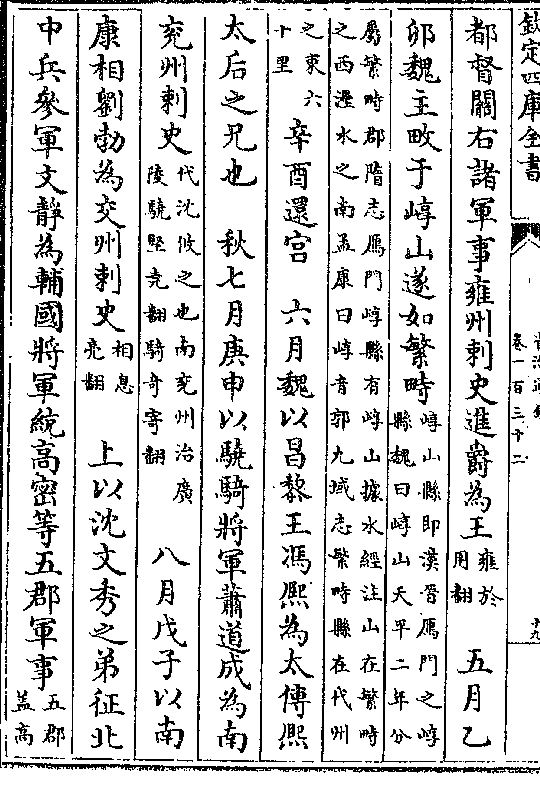 欽定四庫全書
卷一百三十二
都督關右諸軍事雍州刺史進爵為王雍於用翻　五月乙
卯魏主畋于崞山遂如繁畤崞山縣即漢晉鴈門之崞縣魏曰崞山天平二年分
屬繁畤郡隋志鴈門崞縣有崞山據水經注山在繁畤之西㶟水之南孟康曰崞音郭九域志繁畤縣在代州
之東六十里　辛酉還宮　六月魏以昌黎王馮熙為太傅熙
太后之兄也　秋七月庚申以驍騎將軍蕭道成為南
兗州刺史代沈攸之也南兗州治廣陵驍堅堯翻騎奇寄翻　八月戊子以南
康相劉勃為交州刺史相息亮翻　上以沈文秀之弟征北
中兵參軍文靜為輔國將軍統高密等五郡軍事五郡蓋高